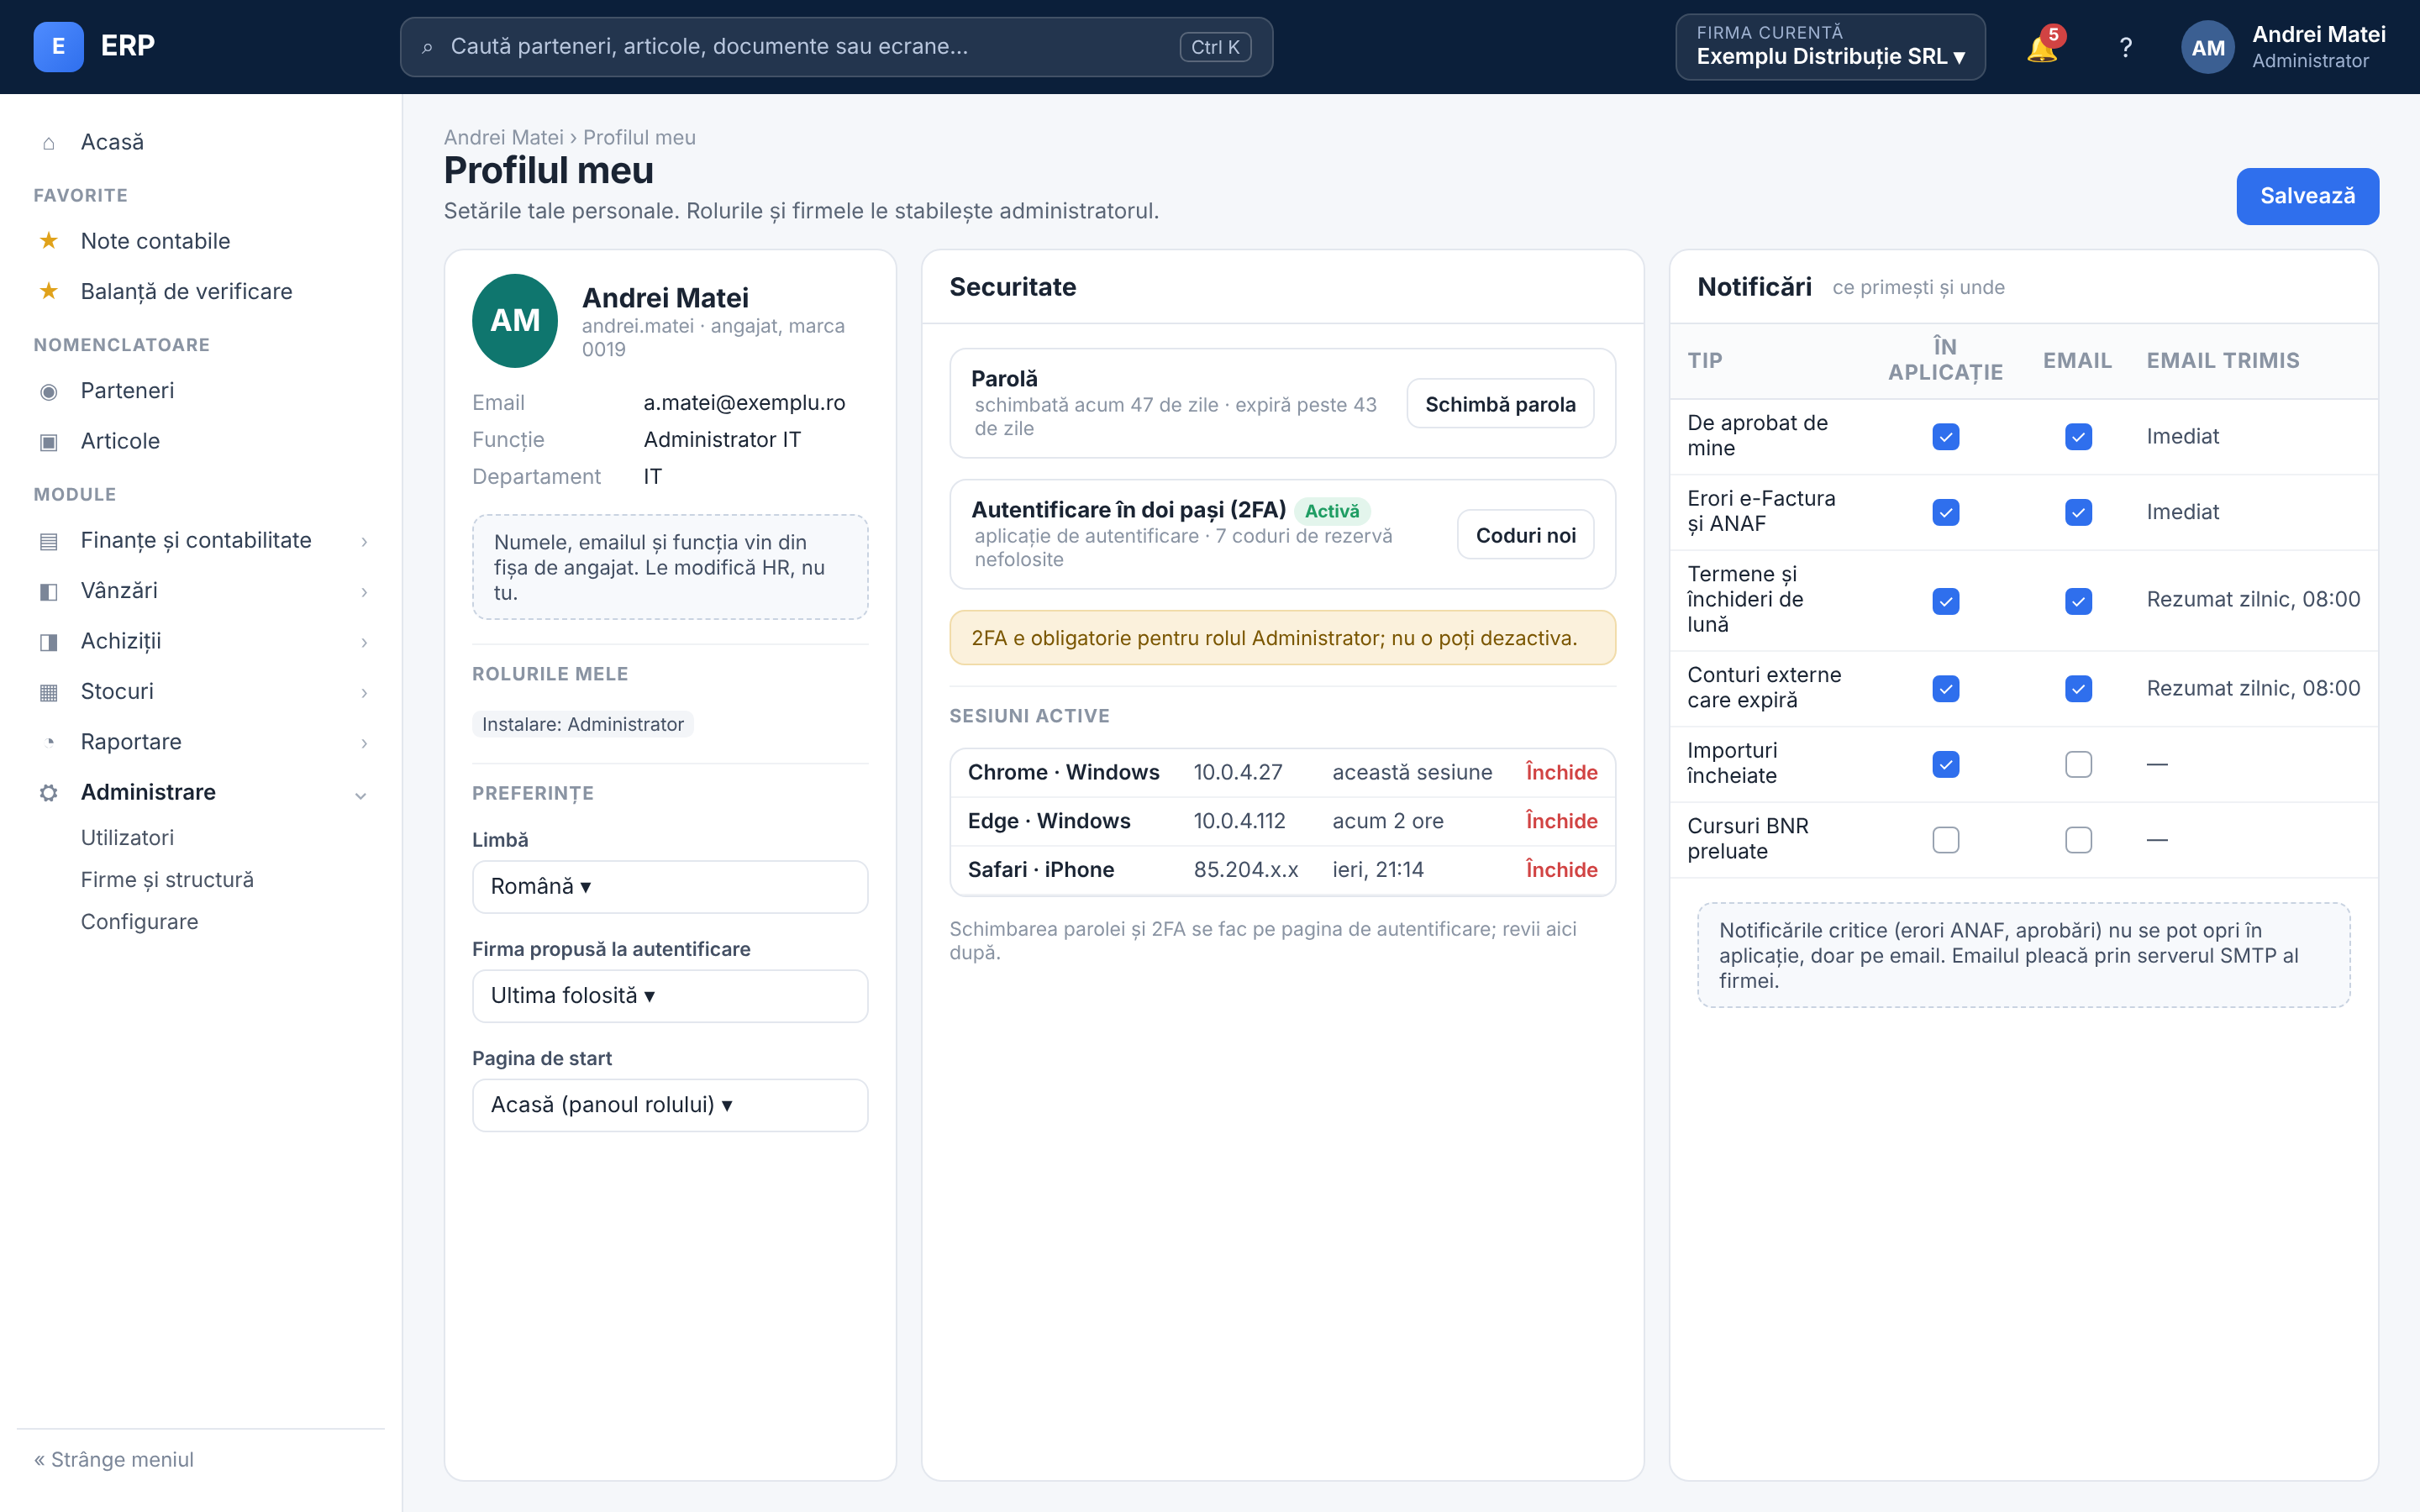 E ERP
Caută parteneri, articole, documente sau ecrane... Ctrl K
FIRMA CURENTĂ
Exemplu Distribuție SRL ▾
5
?
AM
Andrei Matei
Administrator
Acasă
FAVORITE
Note contabile
Balanță de verificare
NOMENCLATOARE
Parteneri
Articole
MODULE
Finanțe și contabilitate ›
Vânzări ›
Achiziții ›
Stocuri ›
Raportare ›
Administrare
Utilizatori
Firme și structură
Configurare
« Strânge meniul
Andrei Matei › Profilul meu
Profilul meu
Setările tale personale. Rolurile și firmele le stabilește administratorul.
Salvează
AM
Andrei Matei
andrei.matei · angajat, marca
0019
Email a.matei@exemplu.ro
Funcție Administrator IT
Departament IT
Numele, emailul și funcția vin din
fișa de angajat. Le modifică HR, nu
tu.
ROLURILE MELE
Instalare: Administrator
PREFERINȚE
Limbă
Română ▾
Firma propusă la autentificare
Ultima folosită ▾
Pagina de start
Acasă (panoul rolului) ▾
Securitate
Parolă
schimbată acum 47 de zile · expiră peste 43
de zile
Schimbă parola
Autentificare în doi pași (2FA) Activă
aplicație de autentificare · 7 coduri de rezervă
nefolosite
Coduri noi
2FA e obligatorie pentru rolul Administrator; nu o poți dezactiva.
SESIUNI ACTIVE
Chrome · Windows 10.0.4.27 această sesiune Închide
Edge · Windows 10.0.4.112 acum 2 ore Închide
Safari · iPhone 85.204.x.x ieri, 21:14 Închide
Schimbarea parolei și 2FA se fac pe pagina de autentificare; revii aici
după.
Notificări ce primești și unde
TIP ÎN APLICAȚIE EMAIL EMAIL TRIMIS
De aprobat de
mine
Imediat
Erori e-Factura
și ANAF
Imediat
Termene și
închideri de
lună
Rezumat zilnic, 08:00
Conturi externe
care expiră
Rezumat zilnic, 08:00
Importuri
încheiate
—
Cursuri BNR
preluate
—
Notificările critice (erori ANAF, aprobări) nu se pot opri în
aplicație, doar pe email. Emailul pleacă prin serverul SMTP al
firmei.